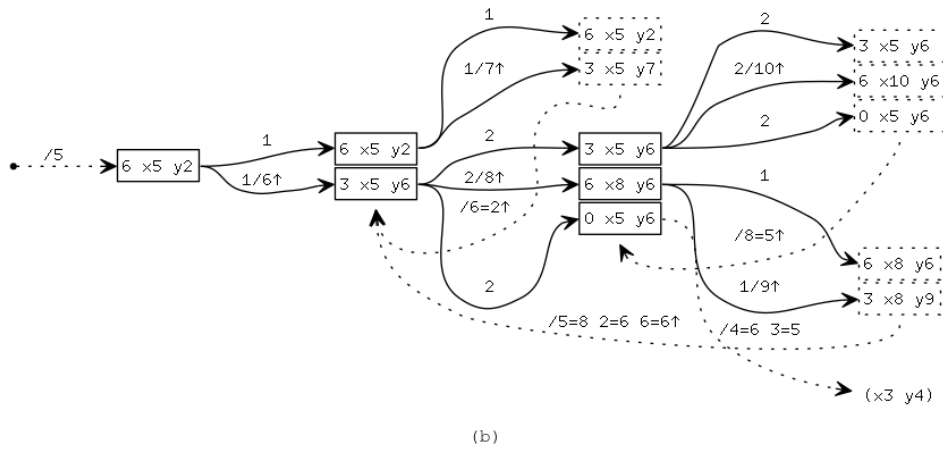 1
6 x5 y2
1/7↑
3 x5 y7
2
3 x5 y6
2/10↑
6 x10 y6
2
0 x5 y6
/5
6 x5 y2
1
6 x5 y2
1/6↑
3 x5 y6
2
3 x5 y6
2/8↑
6 x8 y6
/6=2↑
0 x5 y6
2
1
/8=5↑
6 x8 y6
1/9↑
3 x8 y9
/5=8 2=6 6=6↑
/4=6 3=5
(x3 y4)
(b)